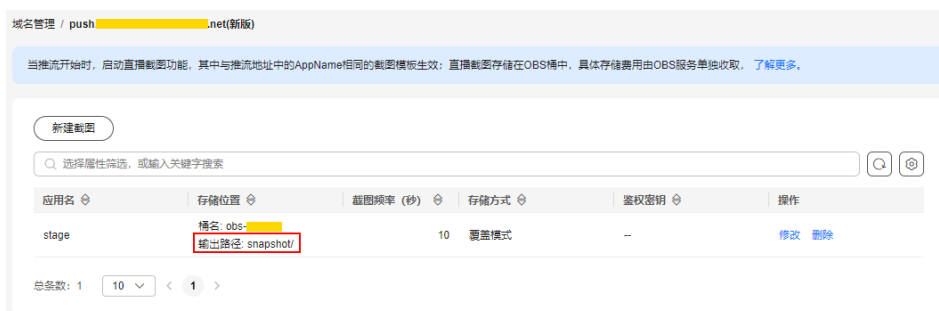 域名管理 / push. .net(新版)
当推流开始时，启动直播截图功能，其中与推流地址中的AppName相同的截图模板生效；直播截图存储在OBS桶中，具体存储费用由OBS服务单独收取， 了解更多。
新建截图
选择属性筛选，或输入关键字搜索
应用名 存储位置 截图频率（秒） 存储方式 鉴权密钥 操作
桶名: obs-
stage 10 覆盖模式 -- 修改 删除
输出路径: snapshot/
总条数：1 10 < 1 >